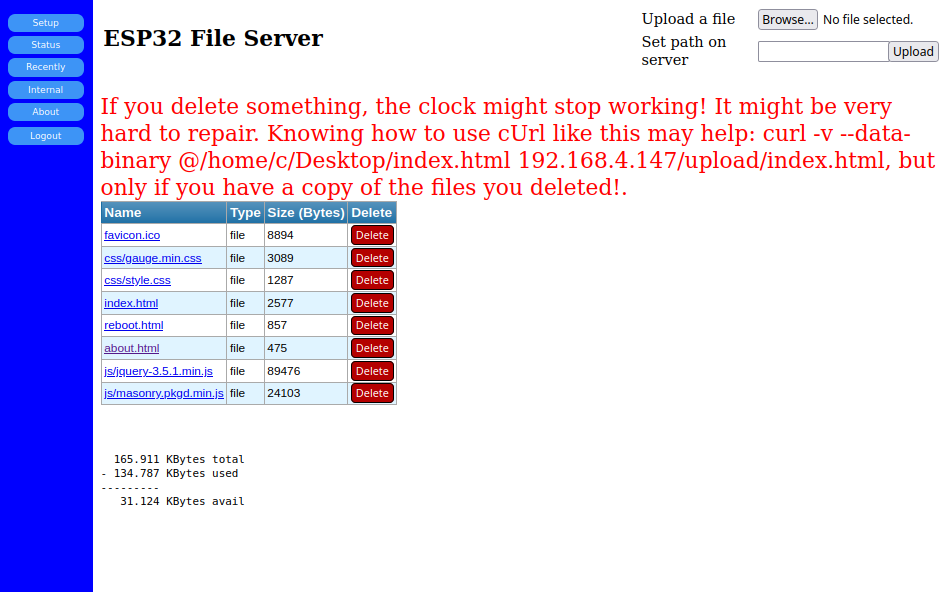 Setup
Status
Recently
Internal
About
Logout
ESP32 File Server
Upload a file Browse... No file selected.
Set path on
server
Upload
If you delete something, the clock might stop working! It might be very
hard to repair. Knowing how to use cUrl like this may help: curl -v --data-
binary @/home/c/Desktop/index.html 192.168.4.147/upload/index.html, but
only if you have a copy of the files you deleted!.
Name Type Size (Bytes) Delete
favicon.ico file 8894 Delete
css/gauge.min.css file 3089 Delete
css/style.css file 1287 Delete
index.html file 2577 Delete
reboot.html file 857 Delete
about.html file 475 Delete
js/jquery-3.5.1.min.js file 89476 Delete
js/masonry.pkgd.min.js file 24103 Delete
165.911 KBytes total
- 134.787 KBytes used
---------
31.124 KBytes avail